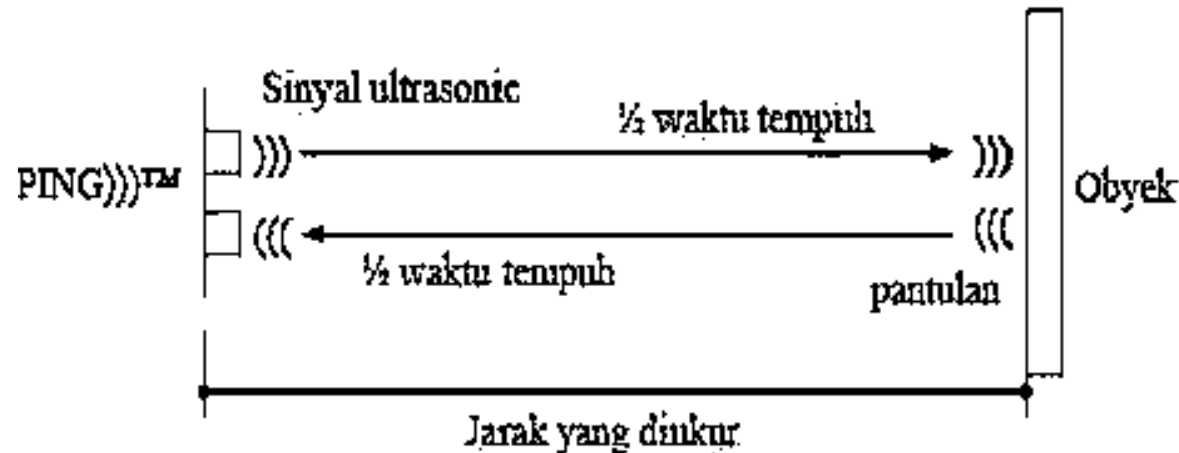 Sinyal ultrasonic
½ waktu tempuh
PING)))™
Obyek
½ waktu tempuh
pantulan
Jarak yang diukur